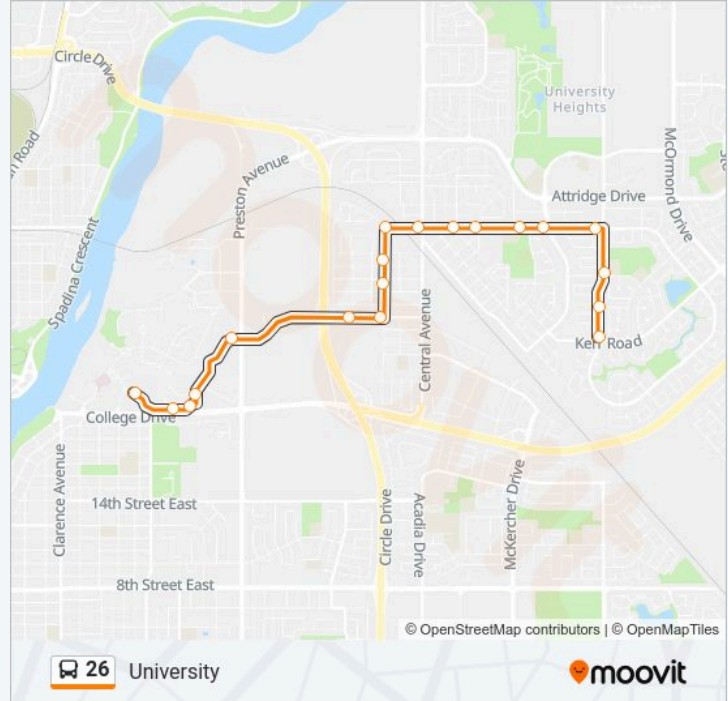 Circle Drive
University
Heights
McOrmond Drive
Preston Avenue
Attridge Drive
Spadina Crescent
Central Avenue
Kerr Road
College Drive
Clarence Avenue
14th Street East
Circle Drive
Acadia Drive
McKercher Drive
8th Street East
© OpenStreetMap contributors | © OpenMapTiles
26 University
moovit